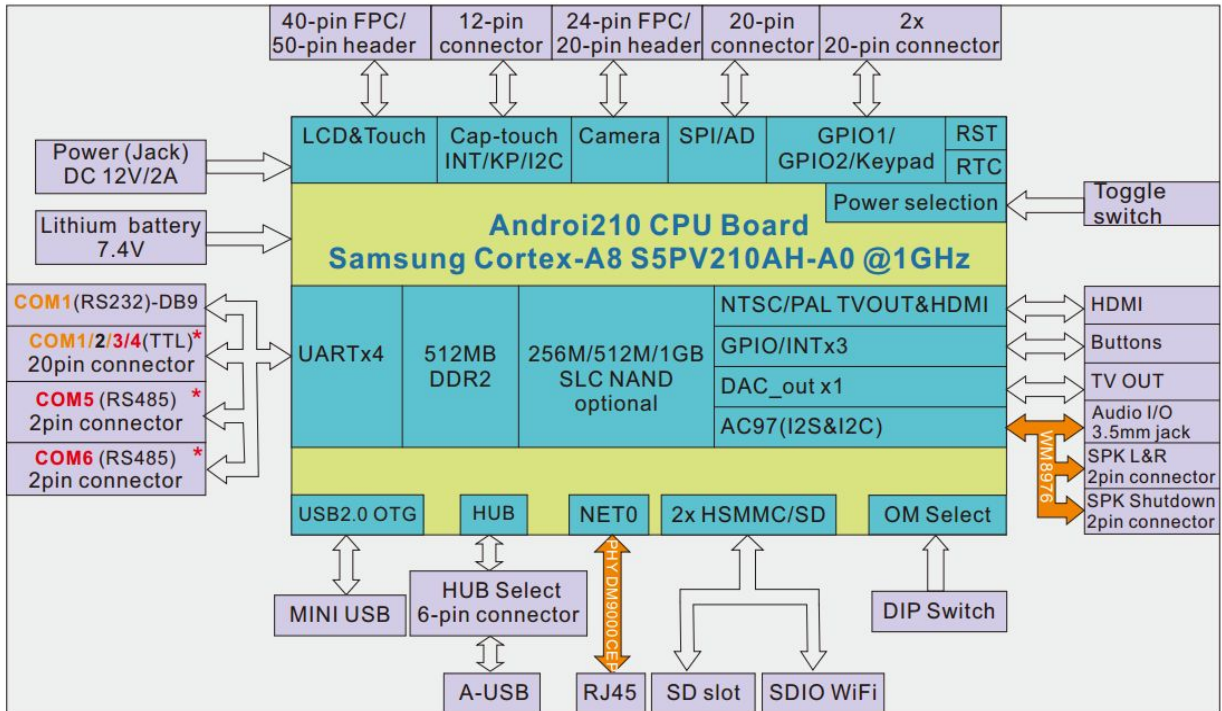 40-pin FPC/
50-pin header
12-pin
connector
24-pin FPC/
20-pin header
20-pin
connector
2x
20-pin connector
LCD&Touch
Cap-touch
INT/KP/I2C
Camera
SPI/AD
GPIO1/
GPIO2/Keypad
RST
RTC
Power (Jack)
DC 12V/2A
Lithium battery
7.4V
Power selection
Toggle
switch
Androi210 CPU Board
Samsung Cortex-A8 S5PV210AH-A0 @1GHz
COM1(RS232)-DB9
COM1/2/3/4(TTL)*
20pin connector
COM5 (RS485) *
2pin connector
COM6 (RS485) *
2pin connector
UARTx4
512MB
DDR2
256M/512M/1GB
SLC NAND
optional
NTSC/PAL TVOUT&HDMI
GPIO/INTx3
DAC_out x1
AC97(I2S&I2C)
HDMI
Buttons
TV OUT
Audio I/O
3.5mm jack
WM8976
SPK L&R
2pin connector
SPK Shutdown
2pin connector
USB2.0 OTG
HUB
NET0
2x HSMMC/SD
OM Select
PHY DM9000CEP
MINI USB
HUB Select
6-pin connector
DIP Switch
A-USB
RJ45
SD slot
SDIO WiFi